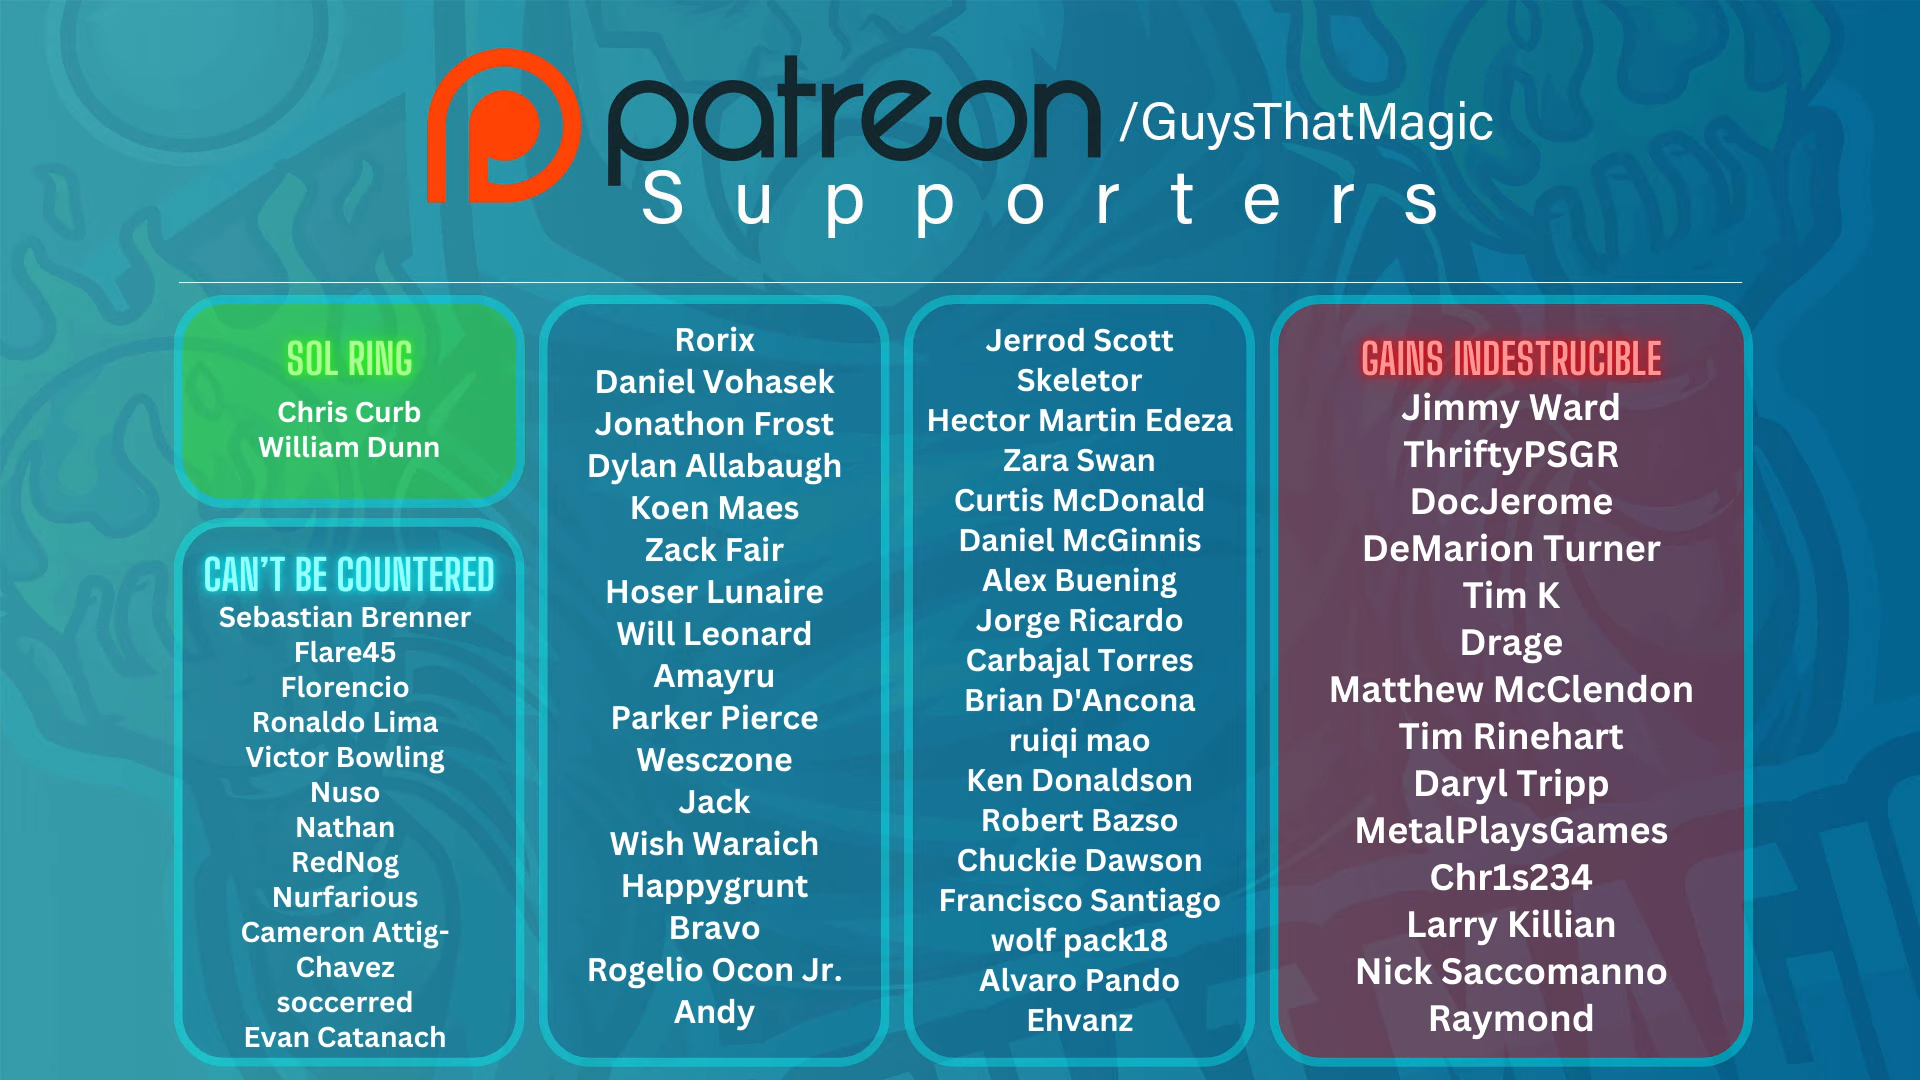 patreon /GuysThatMagic
Supporters
SOL RING
Chris Curb
William Dunn
CAN'T BE COUNTERED
Sebastian Brenner
Flare45
Florencio
Ronaldo Lima
Victor Bowling
Nuso
Nathan
RedNog
Nurfarious
Cameron Attig-
Chavez
soccerred
Evan Catanach
Rorix
Daniel Vohasek
Jonathon Frost
Dylan Allabaugh
Koen Maes
Zack Fair
Hoser Lunaire
Will Leonard
Amayru
Parker Pierce
Wesczone
Jack
Wish Waraich
Happygrunt
Bravo
Rogelio Ocon Jr.
Andy
Jerrod Scott
Skeletor
Hector Martin Edeza
Zara Swan
Curtis McDonald
Daniel McGinnis
Alex Buening
Jorge Ricardo
Carbajal Torres
Brian D'Ancona
ruiqi mao
Ken Donaldson
Robert Bazso
Chuckie Dawson
Francisco Santiago
wolf pack18
Alvaro Pando
Ehvanz
GAINS INDESTRUCIBLE
Jimmy Ward
ThriftyPSGR
DocJerome
DeMarion Turner
Tim K
Drage
Matthew McClendon
Tim Rinehart
Daryl Tripp
MetalPlaysGames
Chr1s234
Larry Killian
Nick Saccomanno
Raymond